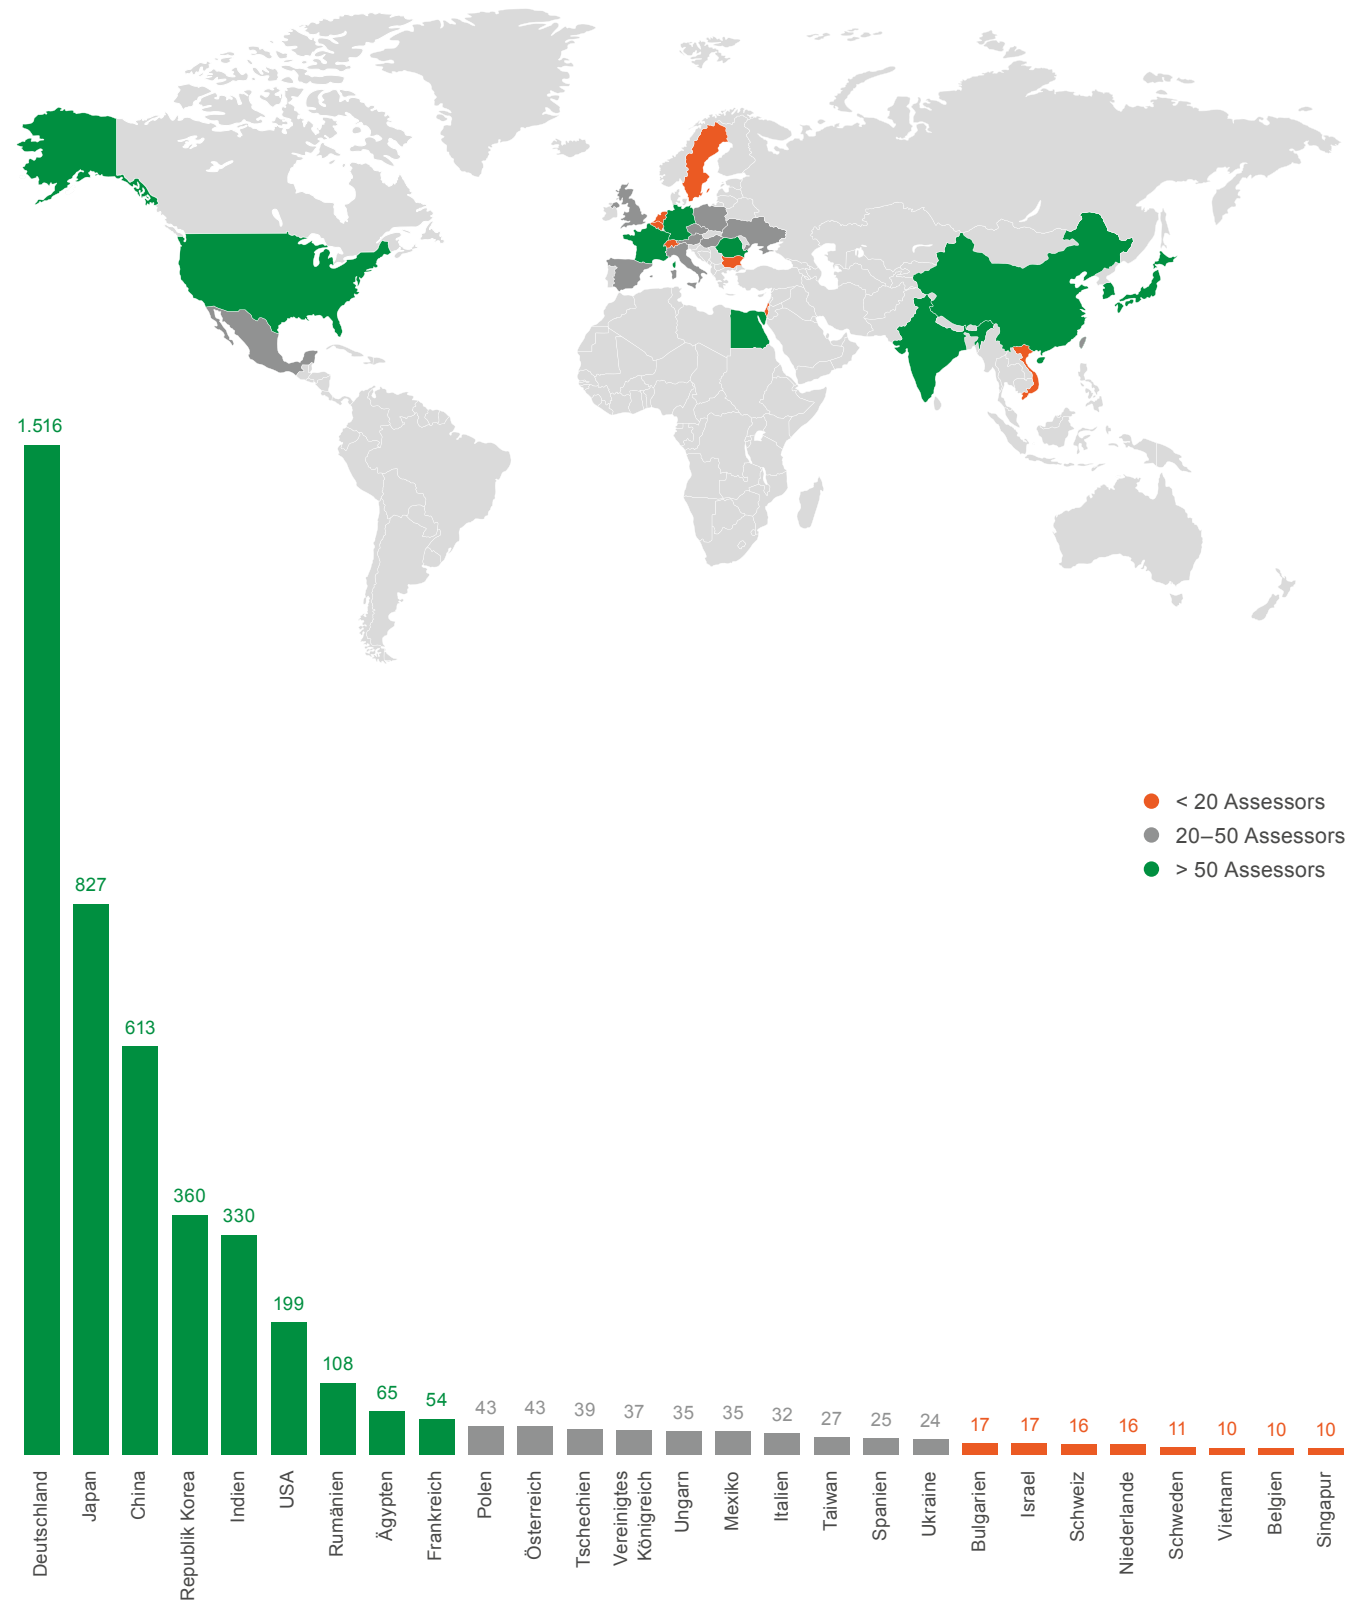 < 20 Assessors
20–50 Assessors
> 50 Assessors
1.516
827
613
360
330
199
108
65
54
43
43
39
37
35
35
32
27
25
24
17
17
16
16
11
10
10
10
Deutschland
Japan
China
Republik Korea
Indien
USA
Rumänien
Ägypten
Frankreich
Polen
Österreich
Tschechien
Vereinigtes
Königreich
Ungarn
Mexiko
Italien
Taiwan
Spanien
Ukraine
Bulgarien
Israel
Schweiz
Niederlande
Schweden
Vietnam
Belgien
Singapur